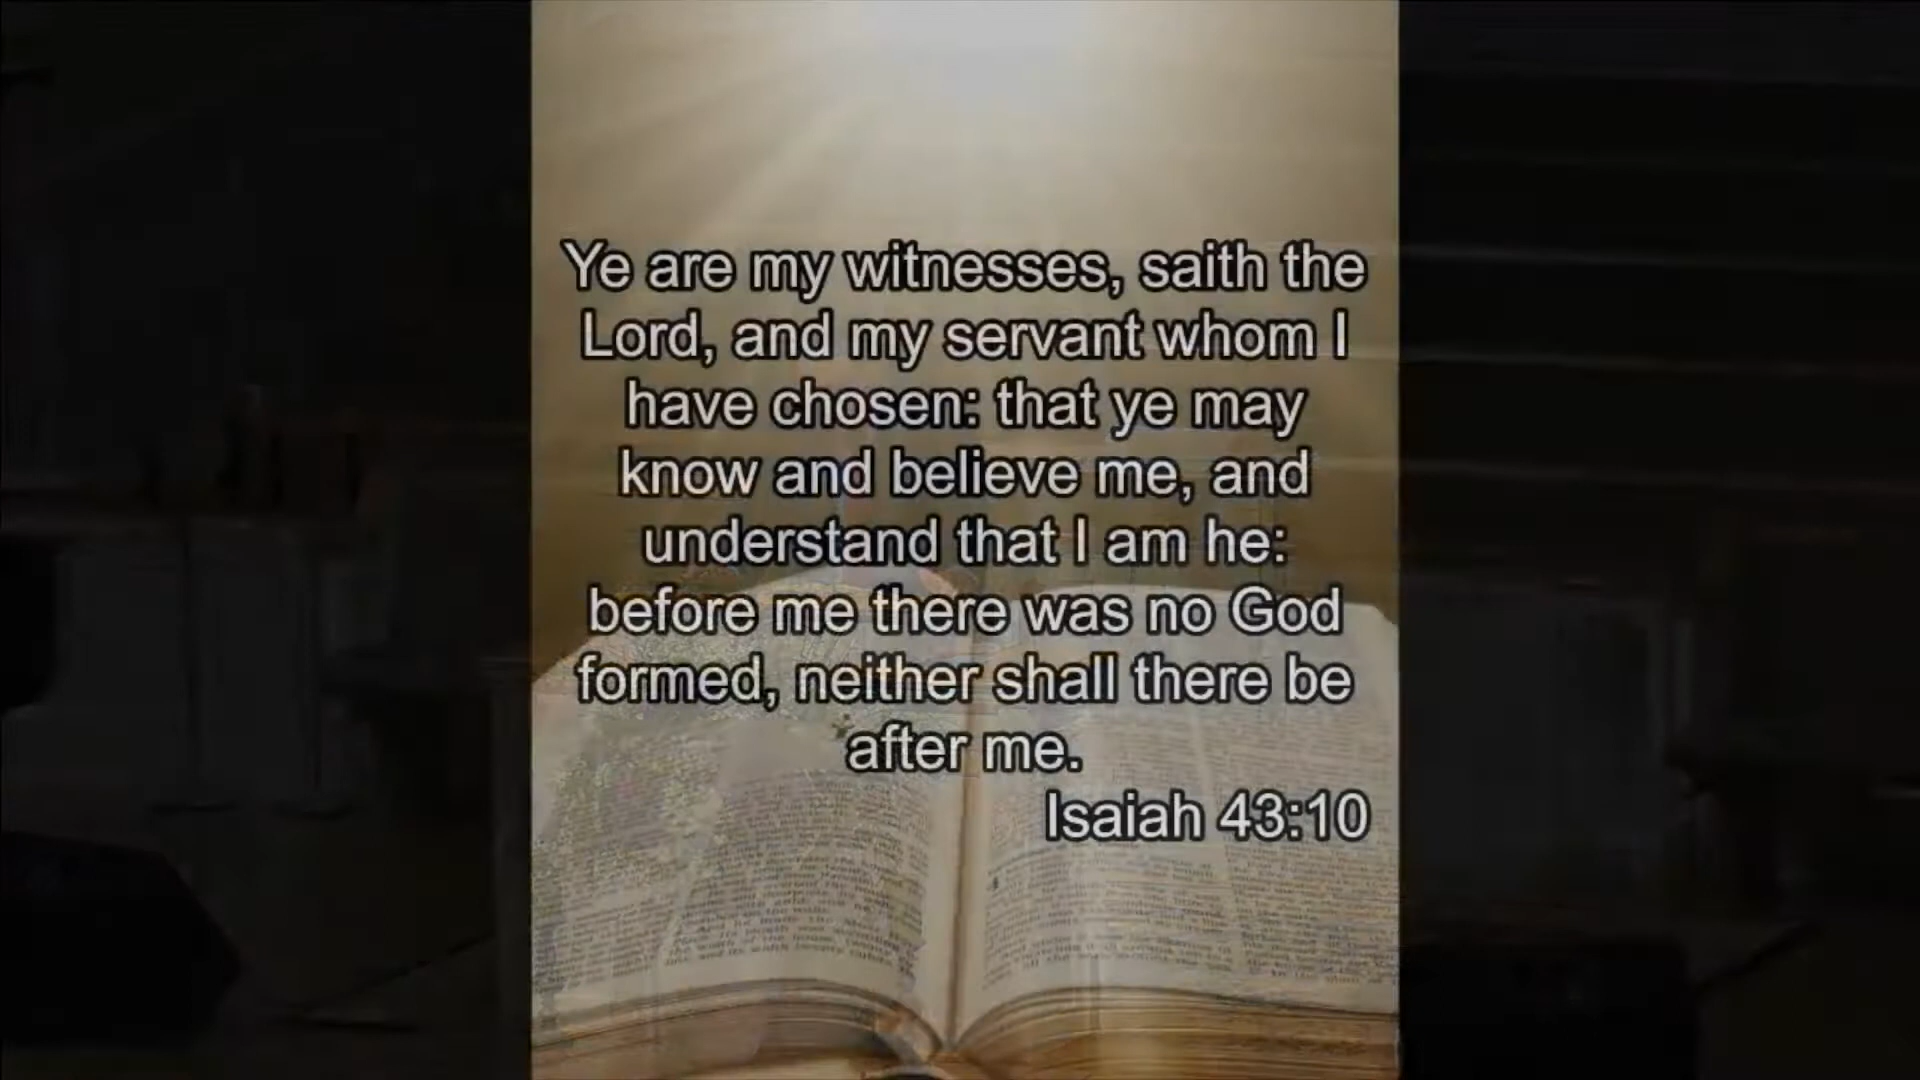 Ye are my witnesses, saith the
Lord, and my servant whom I
have chosen: that ye may
know and believe me, and
understand that I am he:
before me there was no God
formed, neither shall there be
after me.
Isaiah 43:10